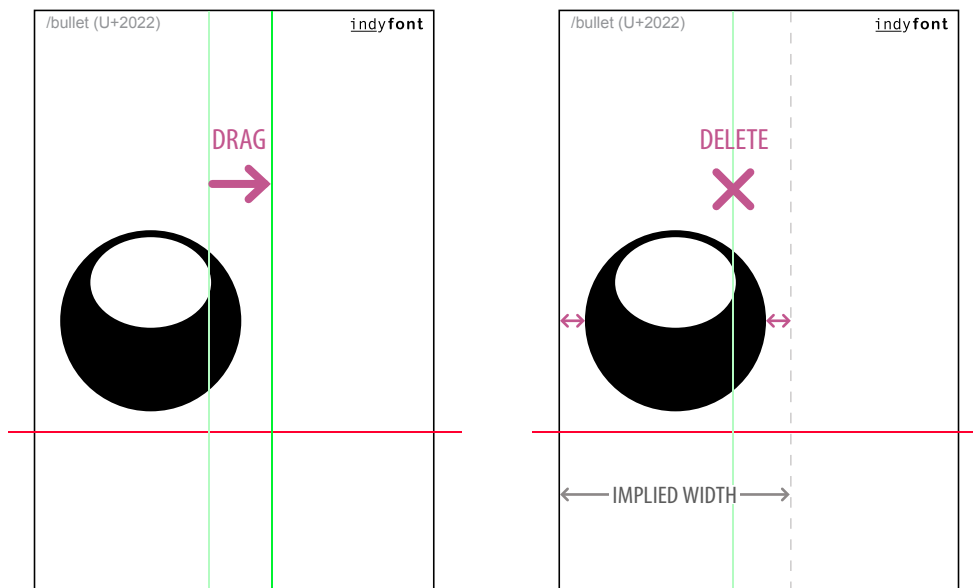 /bullet (U+2022)
indyfont
DRAG
/bullet (U+2022)
indyfont
DELETE
IMPLIED WIDTH